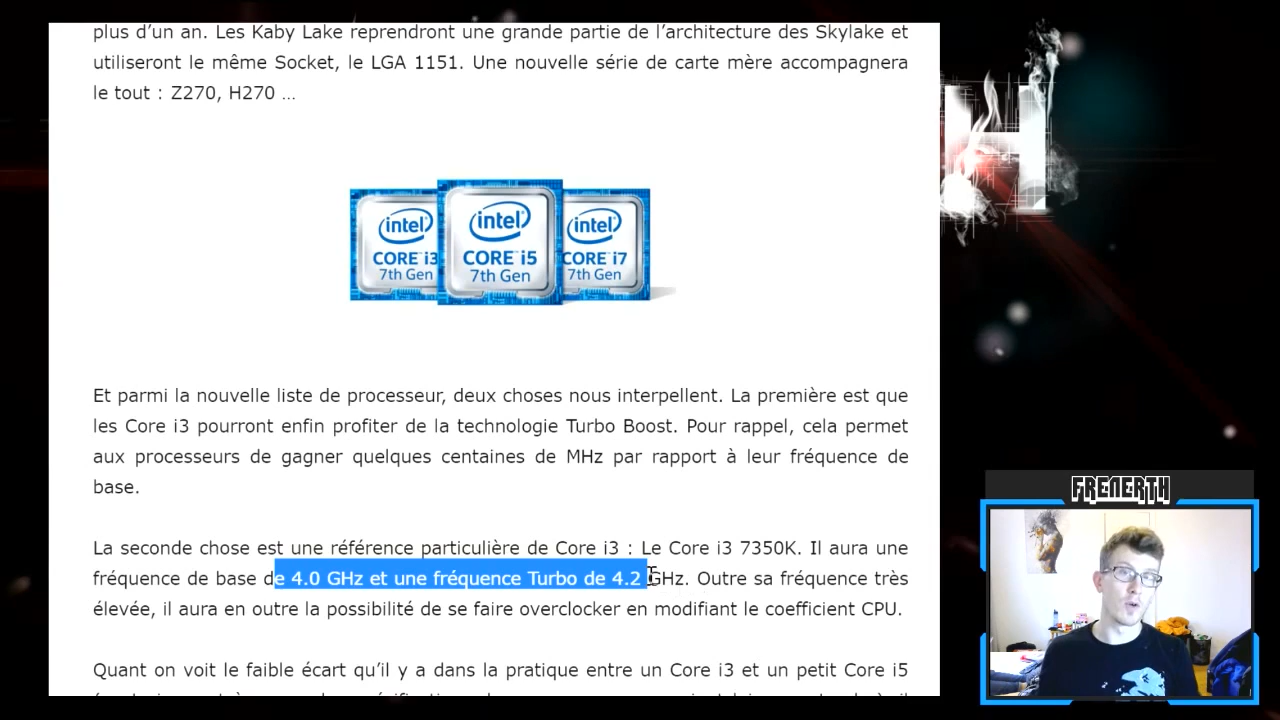 plus d’un an. Les Kaby Lake reprendront une grande partie de l’architecture des Skylake et
utiliseront le même Socket, le LGA 1151. Une nouvelle série de carte mère accompagnera
le tout : Z270, H270 …
intel
CORE i3
7th Gen
intel
CORE i5
7th Gen
intel
CORE i7
7th Gen
Et parmi la nouvelle liste de processeur, deux choses nous interpellent. La première est que
les Core i3 pourront enfin profiter de la technologie Turbo Boost. Pour rappel, cela permet
aux processeurs de gagner quelques centaines de MHz par rapport à leur fréquence de
base.
FRENERTH
La seconde chose est une référence particulière de Core i3 : Le Core i3 7350K. Il aura une
fréquence de base de 4.0 GHz et une fréquence Turbo de 4.2 GHz. Outre sa fréquence très
élevée, il aura en outre la possibilité de se faire overclocker en modifiant le coefficient CPU.
Quant on voit le faible écart qu’il y a dans la pratique entre un Core i3 et un petit Core i5